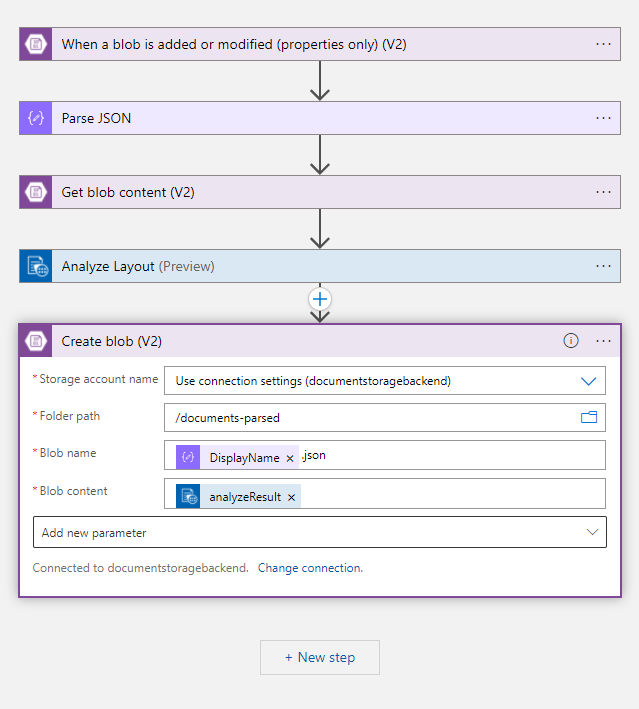 When a blob is added or modified (properties only) (V2)
Parse JSON
Get blob content (V2)
Analyze Layout (Preview)
Create blob (V2)
*Storage account name Use connection settings (documentstoragebackend)
*Folder path /documents-parsed
*Blob name DisplayName × .json
*Blob content analyzeResult ×
Add new parameter
Connected to documentstoragebackend. Change connection.
+ New step